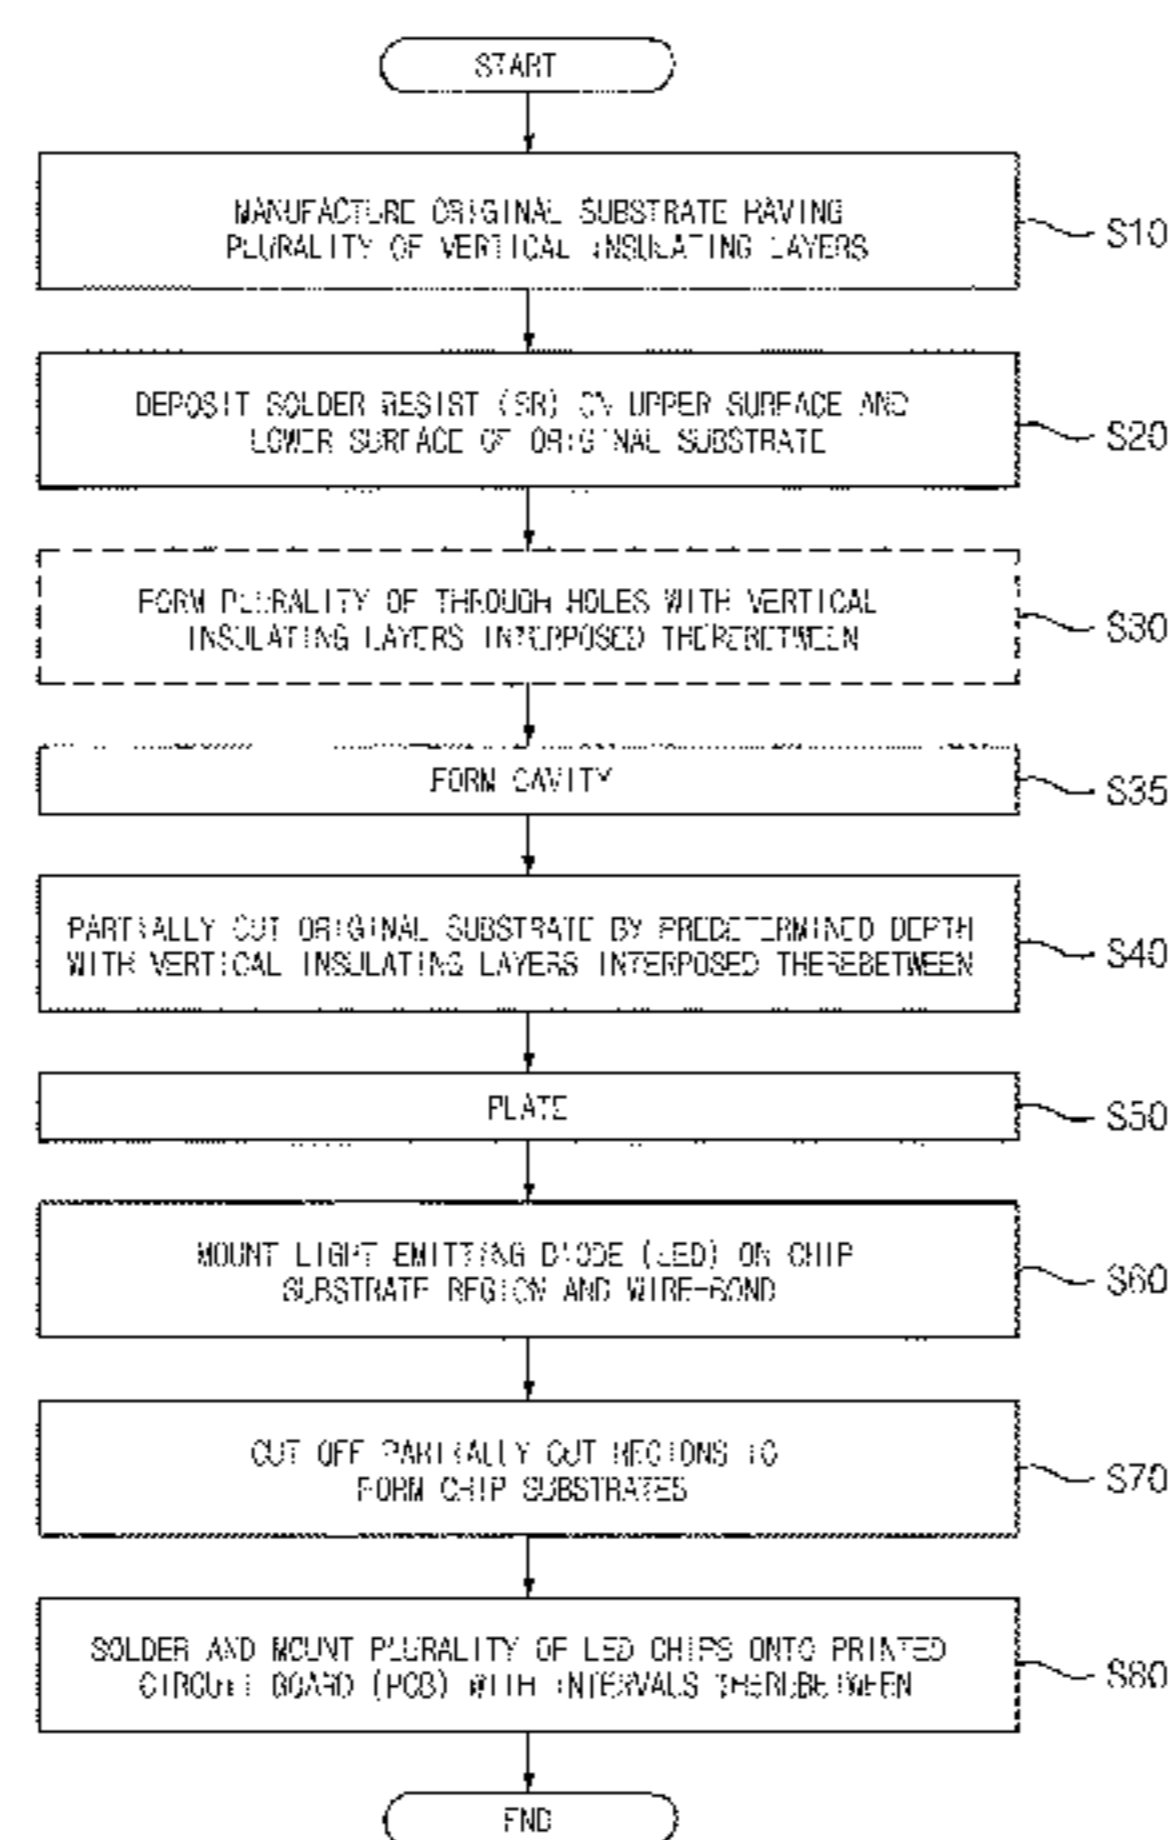 START
MANUFACTURE ORIGINAL SUBSTRATE HAVING
PLURALITY OF VERTICAL INSULATING LAYERS
S10
DEPOSIT SOLDER RESIST (SR) ON UPPER SURFACE AND
LOWER SURFACE OF ORIGINAL SUBSTRATE
S20
FORM PLURALITY OF THROUGH HOLES WITH VERTICAL
INSULATING LAYERS INTERPOSED THEREBETWEEN
S30
FORM CAVITY
S35
PARTIALLY CUT ORIGINAL SUBSTRATE BY PREDETERMINED DEPTH
WITH VERTICAL INSULATING LAYERS INTERPOSED THEREBETWEEN
S40
PLATE
S50
MOUNT LIGHT EMITTING DIODE (LED) ON CHIP
SUBSTRATE REGION AND WIRE-BOND
S60
CUT OFF PARTIALLY CUT REGIONS TO
FORM CHIP SUBSTRATES
S70
SOLDER AND MOUNT PLURALITY OF LED CHIPS ONTO PRINTED
CIRCUIT BOARD (PCB) WITH INTERVALS THEREBETWEEN
S80
END